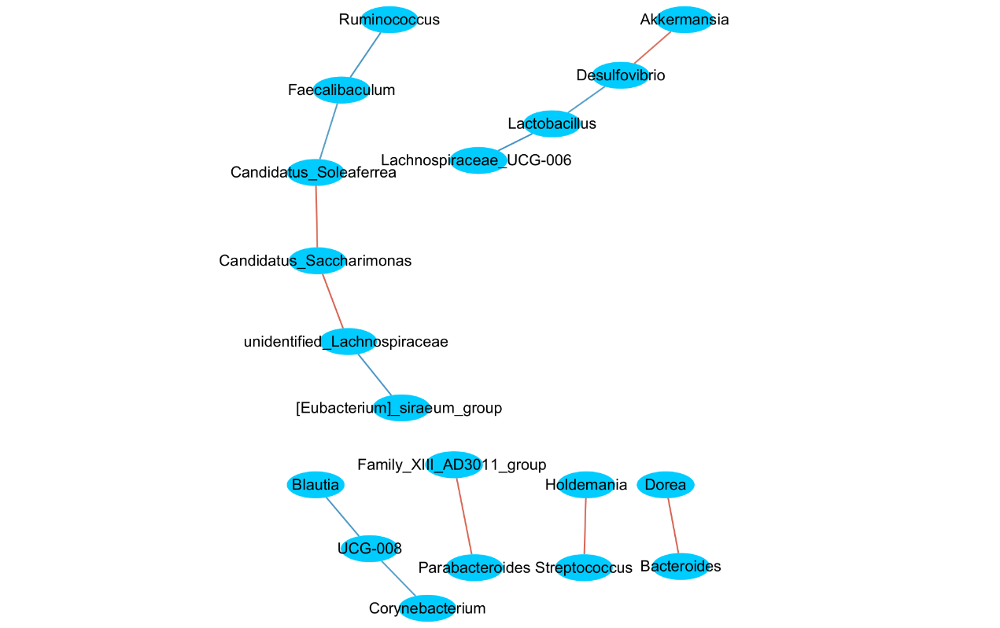 Ruminococcus
Akkermansia
Desulfovibrio
Faecalibaculum
Lactobacillus
Lachnospiraceae_UCG-006
Candidatus_Soleaferrea
Candidatus_Saccharimonas
unidentified_Lachnospiraceae
[Eubacterium]_siraeum_group
Family_XIII_AD3011_group
Blautia
Holdemania
Dorea
UCG-008
Parabacteroides
Streptococcus
Bacteroides
Corynebacterium